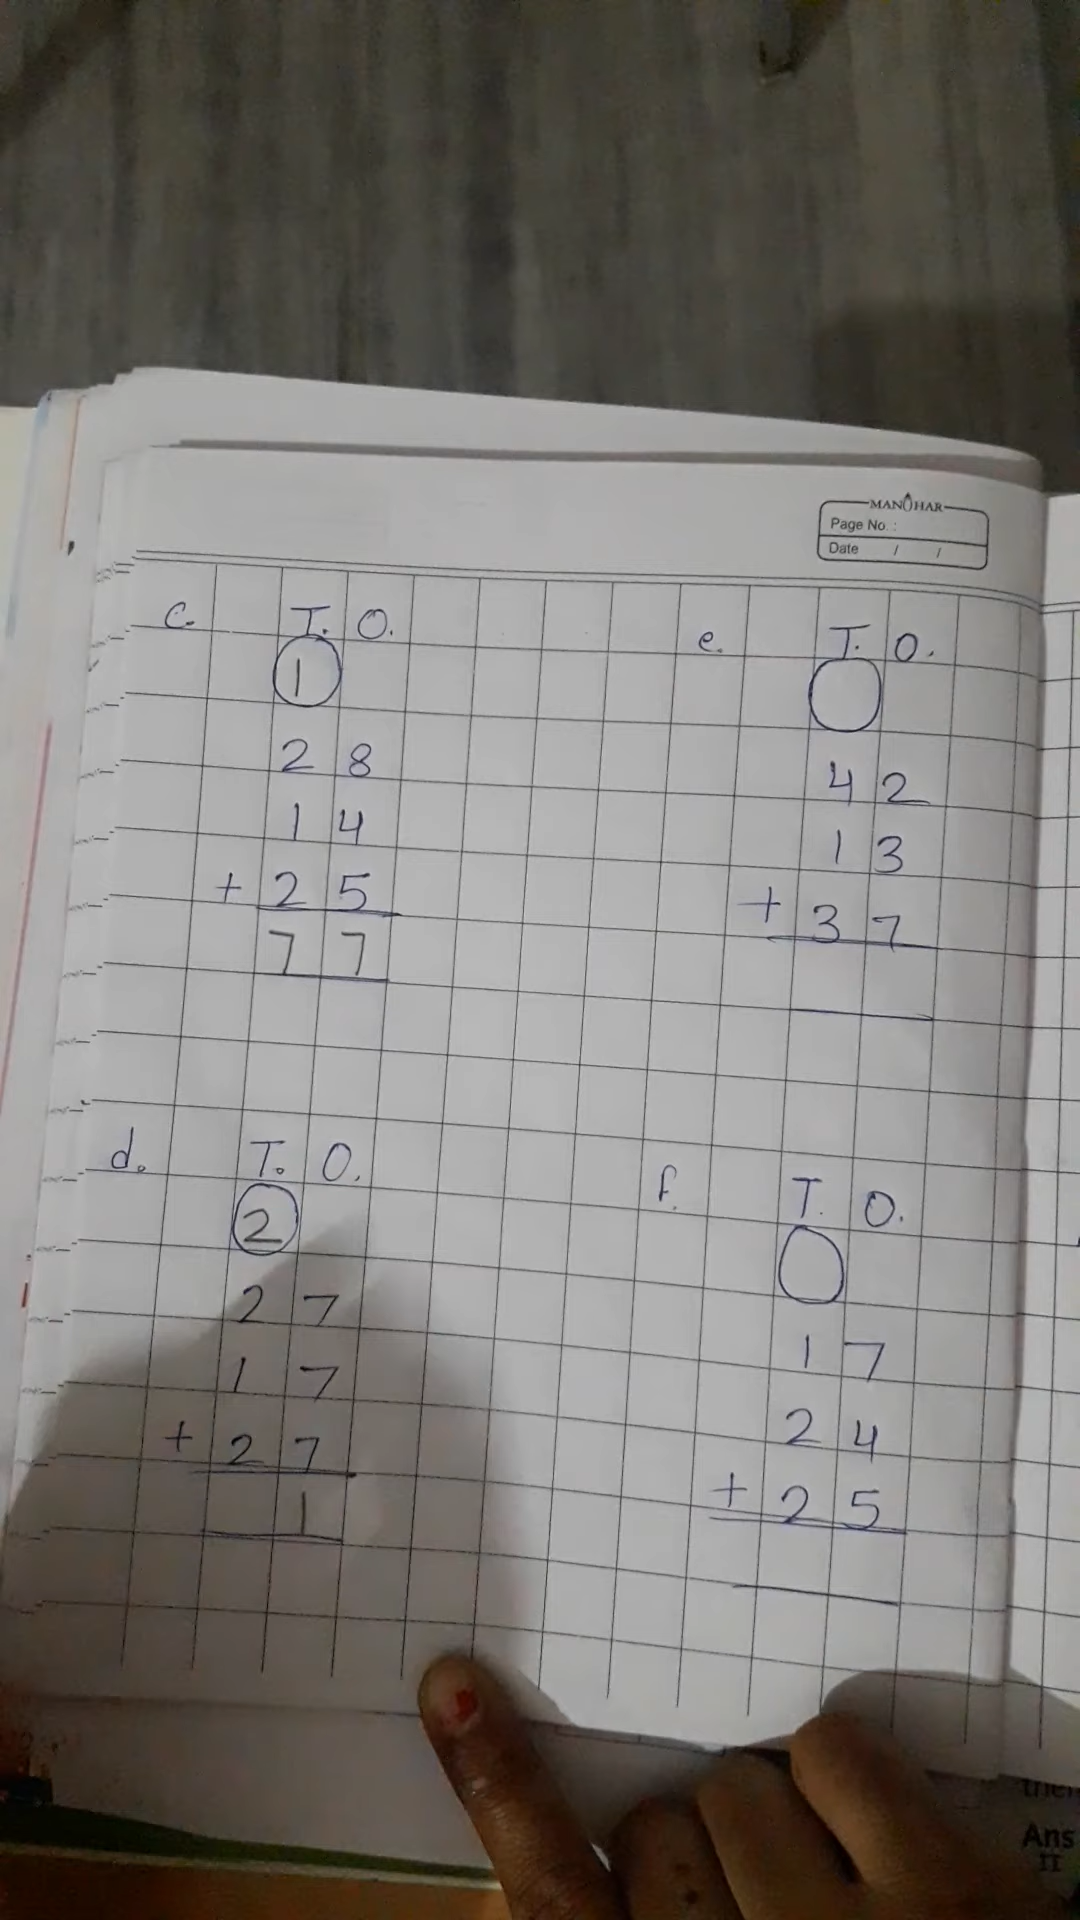 MANOHAR
Page No. :
Date / /
c. T. O.
1
2 8
1 4
+ 2 5
7 7
e. T. O.
4 2
1 3
+ 3 7
d. T. O.
2
2 7
1 7
+ 2 7
1
f. T. O.
1 7
2 4
+ 2 5
Ans